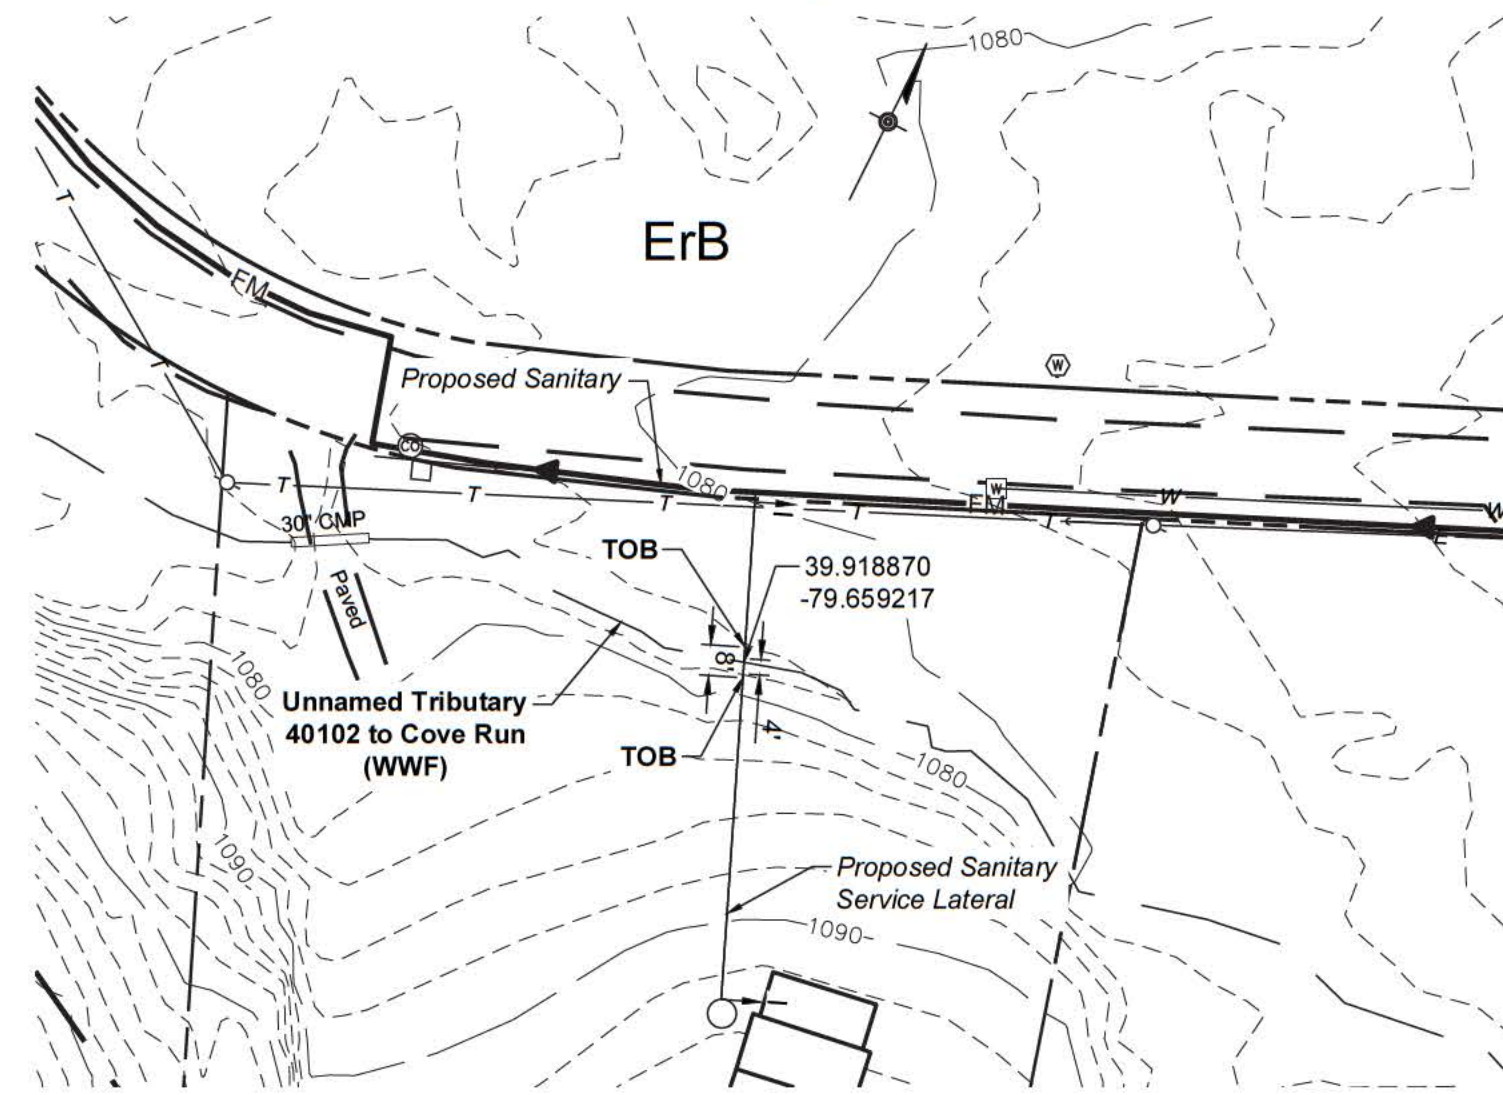 1080
T
ErB
FM
T
Proposed Sanitary
W
CO
1080
T
T
T
T
T
W
FM
W
W
E
30" CMP
TOB
39.918870
-79.659217
Paved
8'
1080
Unnamed Tributary
40102 to Cove Run
(WWF)
4'
TOB
1080
1090
Proposed Sanitary
Service Lateral
1090